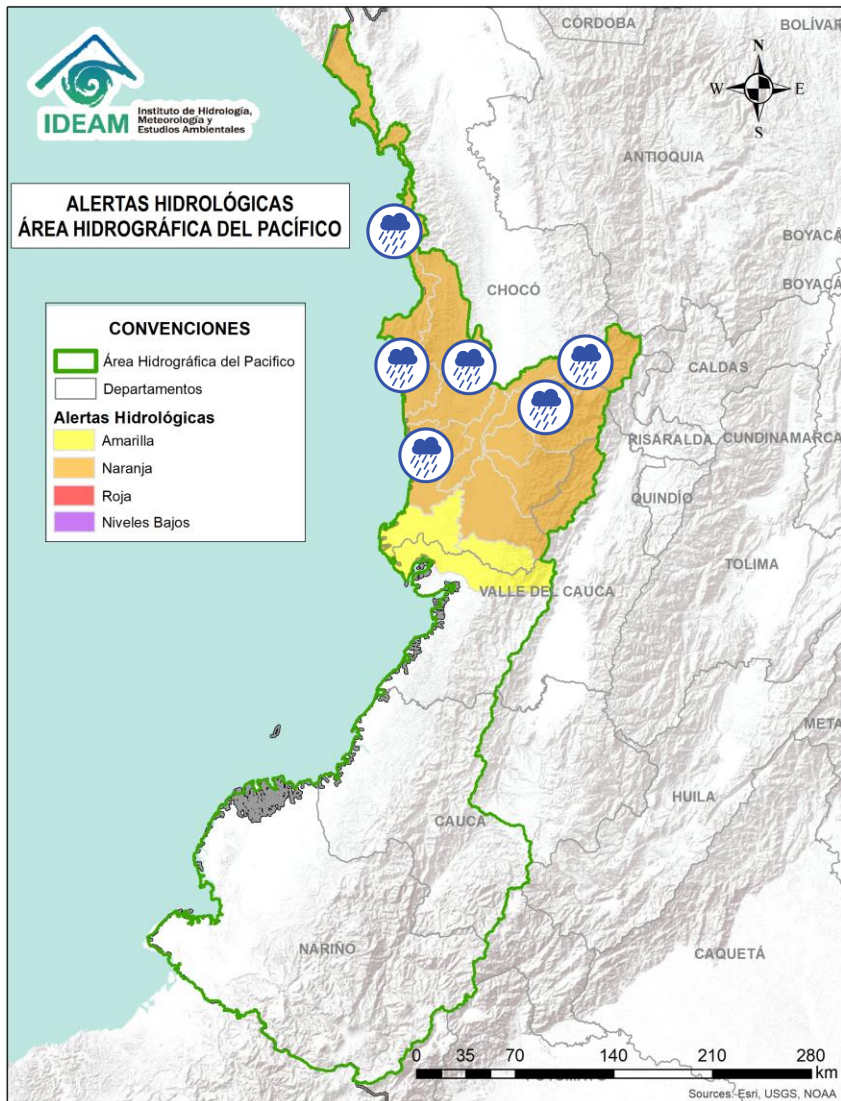 CÓRDOBA
BOLÍVAR
N
W
E
S
IDEAM
Instituto de Hidrología,
Meteorología y
Estudios Ambientales
ANTIOQUIA
ALERTAS HIDROLÓGICAS
ÁREA HIDROGRÁFICA DEL PACÍFICO
BOYACÁ
BOYACÁ
CHOCÓ
CONVENCIONES
Área Hidrográfica del Pacifico
Departamentos
Alertas Hidrológicas
Amarilla
Naranja
Roja
Niveles Bajos
CALDAS
RISARALDA
CUNDINAMARCA
QUINDÍO
TOLIMA
VALLE DEL CAUCA
META
HUILA
CAUCA
NARIÑO
CAQUETÁ
0 35 70 140 210 280
km
Sources: Esri, USGS, NOAA